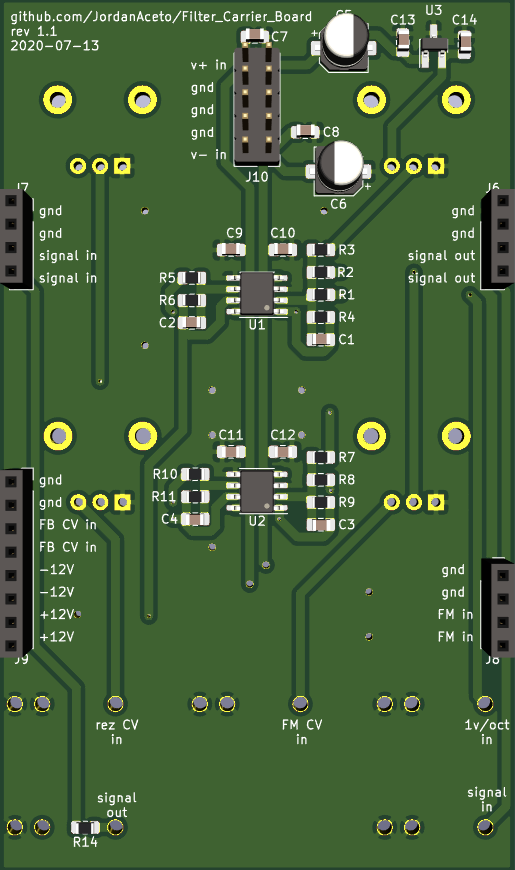 github.com/JordanAceto/Filter_Carrier_Board
rev 1.1
2020-07-13
C5
C13
U3
C14
C7
+
v+ in
gnd
gnd
gnd
v- in
C8
J10
C6
+
J7
J6
gnd
gnd
signal in
signal in
gnd
gnd
signal out
signal out
C9
C10
R3
R2
R1
R4
C1
R5
R6
C2
U1
C11
C12
R7
R8
R9
C3
R10
R11
C4
U2
gnd
gnd
FB CV in
FB CV in
-12V
-12V
+12V
+12V
J9
gnd
gnd
FM in
FM in
J8
rez CV
in
FM CV
in
1v/oct
in
signal
out
signal
in
R14